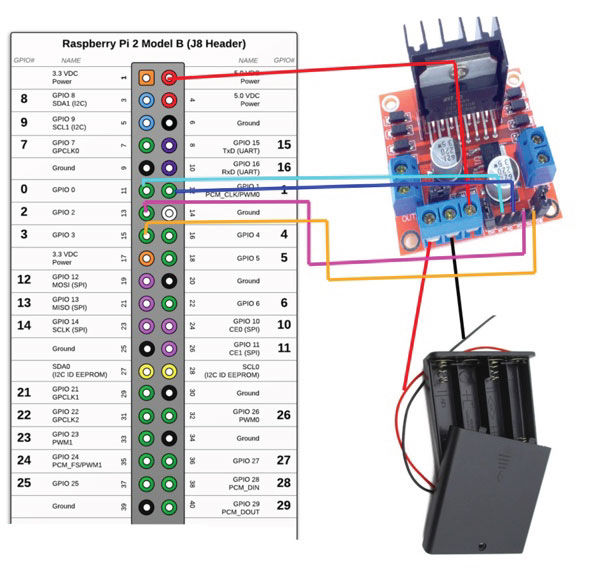 Raspberry Pi 2 Model B (J8 Header)
GPIO# NAME NAME GPIO#
3.3 VDC
Power 1 5.0 VDC
Power
8 GPIO 8
SDA1 (I2C) 3 4 5.0 VDC
Power
9 GPIO 9
SCL1 (I2C) 5 6 Ground
7 GPIO 7
GPCLK0 7 GPIO 15
TxD (UART) 15
Ground 9 10 GPIO 16
RxD (UART) 16
0 GPIO 0 11 GPIO 1
PCM_CLK/PWM0 1
2 GPIO 2 13 14 Ground
3 GPIO 3 15 16 GPIO 4 4
3.3 VDC
Power 17 18 GPIO 5 5
12 GPIO 12
MOSI (SPI) 19 20 Ground
13 GPIO 13
MISO (SPI) 21 22 GPIO 6 6
14 GPIO 14
SCLK (SPI) 23 24 GPIO 10
CE0 (SPI) 10
Ground 25 26 GPIO 11
CE1 (SPI) 11
SDA0
(I2C ID EEPROM) 27 28 SCL0
(I2C ID EEPROM)
21 GPIO 21
GPCLK1 29 30 Ground
22 GPIO 22
GPCLK2 31 32 GPIO 26
PWM0 26
23 GPIO 23
PWM1 33 34 Ground
24 GPIO 24
PCM_FS/PWM1 35 36 GPIO 27 27
25 GPIO 25 37 38 GPIO 28
PCM_DIN 28
Ground 39 40 GPIO 29
PCM_DOUT 29
OUT